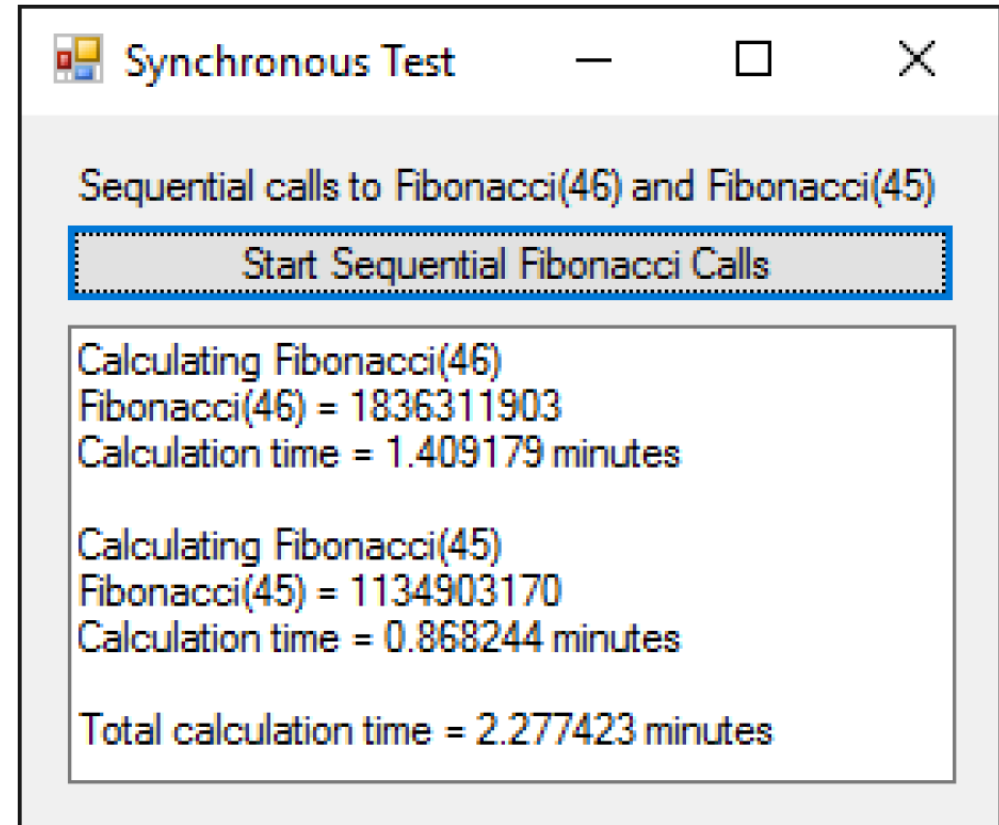 Synchronous Test
Sequential calls to Fibonacci(46) and Fibonacci(45)
Start Sequential Fibonacci Calls
Calculating Fibonacci(46)
Fibonacci(46) = 1836311903
Calculation time = 1.409179 minutes
Calculating Fibonacci(45)
Fibonacci(45) = 1134903170
Calculation time = 0.868244 minutes
Total calculation time = 2.277423 minutes